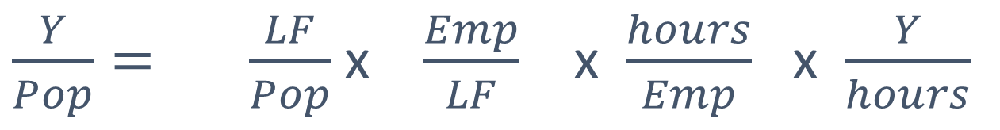 Y/Pop = LF/Pop x Emp/LF x hours/Emp x Y/hours